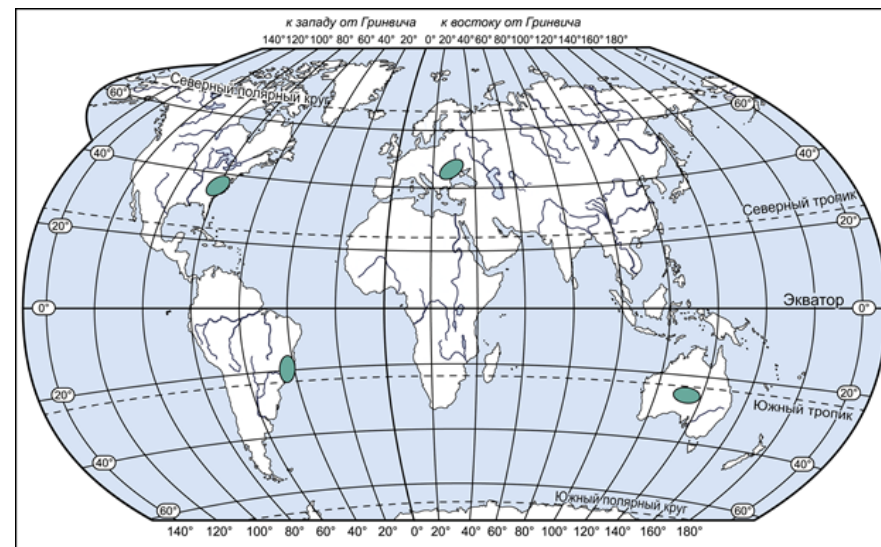 к западу от Гринвича к востоку от Гринвича
140° 120° 100° 80° 60° 40° 20° 0° 20° 40° 60° 80° 100° 120° 140° 160° 180°
Северный полярный круг
60° 60°
40° 40°
Северный тропик
20° 20°
Экватор
0° 0°
20° 20°
Южный тропик
40° 40°
Южный полярный круг
60° 60°
140° 120° 100° 80° 60° 40° 20° 0° 20° 40° 60° 80° 100° 120° 140° 160° 180°